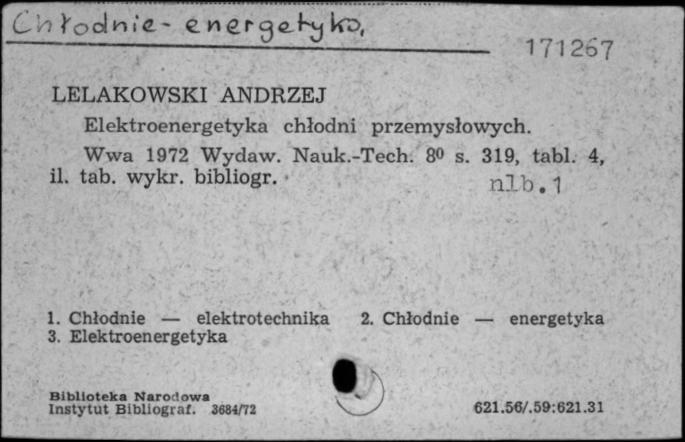 Chłodnie - energetyka,
171267
LELAKOWSKI ANDRZEJ
Elektroenergetyka chłodni przemysłowych.
Wwa 1972 Wydaw. Nauk.-Tech. 8⁰ s. 319, tabl. 4,
il. tab. wykr. bibliogr.
nlb.1
1. Chłodnie — elektrotechnika 2. Chłodnie — energetyka
3. Elektroenergetyka
Biblioteka Narodowa
Instytut Bibliograf. 3684/72
621.56/.59:621.31